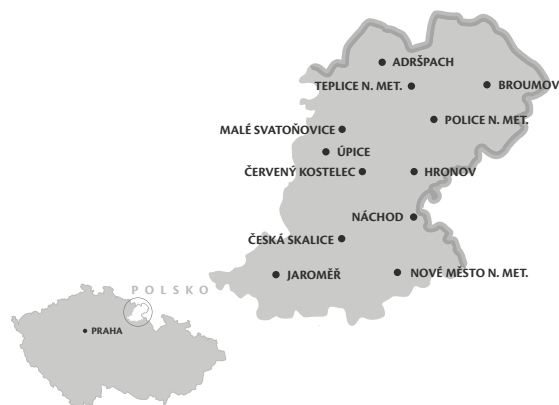 ADRŠPACH
TEPLICE N. MET.
BROUMOV
POLICE N. MET.
MALÉ SVATOŇOVICE
ÚPICE
ČERVENÝ KOSTELEC
HRONOV
NÁCHOD
ČESKÁ SKALICE
JAROMĚŘ
NOVÉ MĚSTO N. MET.
POLSKO
PRAHA